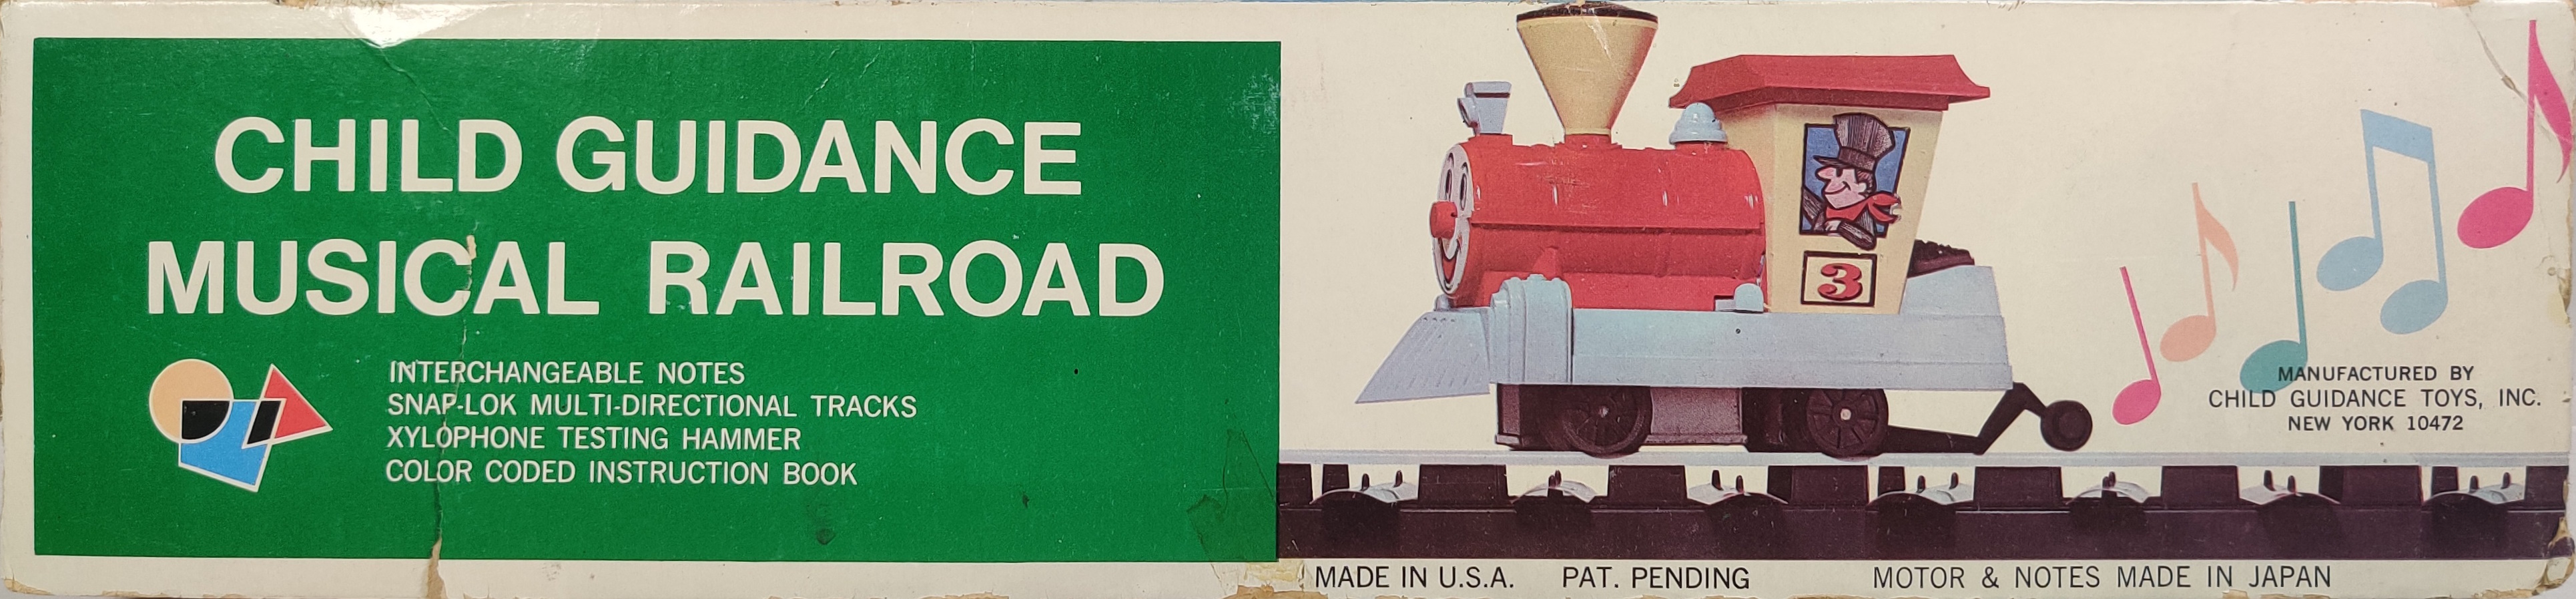 CHILD GUIDANCE
MUSICAL RAILROAD
INTERCHANGEABLE NOTES
SNAP-LOK MULTI-DIRECTIONAL TRACKS
XYLOPHONE TESTING HAMMER
COLOR CODED INSTRUCTION BOOK
3
MANUFACTURED BY
CHILD GUIDANCE TOYS, INC.
NEW YORK 10472
MADE IN U.S.A. PAT. PENDING MOTOR & NOTES MADE IN JAPAN